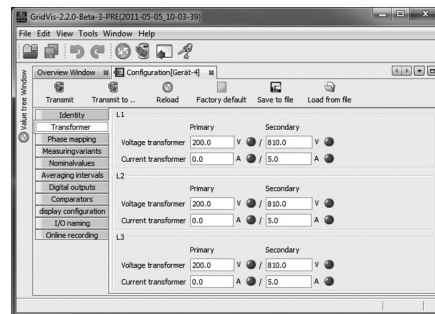 GridVis-2.2.0-Beta-3-PRE(2011-05-05_10-03-39)
File Edit View Tools Window Help
Overview Window Configuration[Gerät-4]
Value tree Window
Transmit Transmit to .. Reload Factory default Save to file Load from file
Identity
Transformer
Phase mapping
Measuringvariants
Nominalvalues
Averaging intervals
Digital outputs
Comparators
display configuration
I/O naming
Online recording
L1
Primary Secondary
Voltage transformer 200.0 V / 810.0 V
Current transformer 0.0 A / 5.0 A
L2
Primary Secondary
Voltage transformer 200.0 V / 810.0 V
Current transformer 0.0 A / 5.0 A
L3
Primary Secondary
Voltage transformer 200.0 V / 810.0 V
Current transformer 0.0 A / 5.0 A